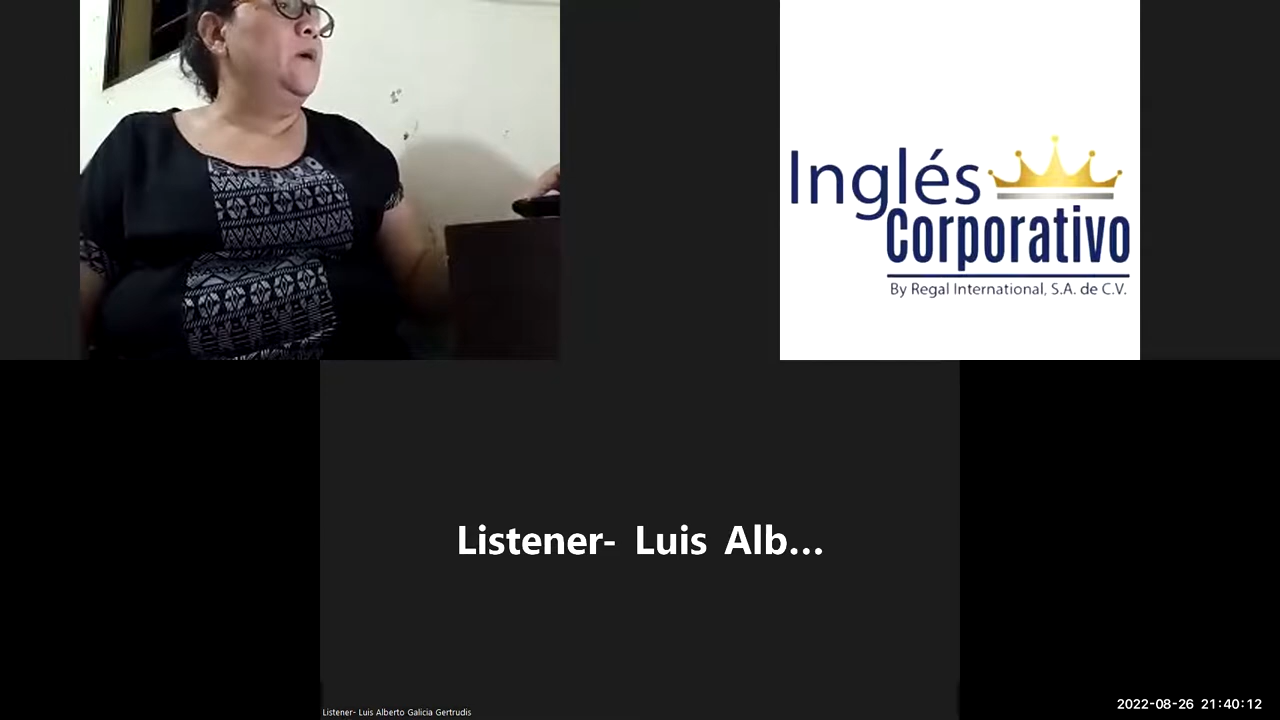 Inglés
Corporativo
By Regal International, S.A. de C.V.
Listener- Luis Alb...
Listener- Luis Alberto Galicia Gertrudis
2022-08-26 21:40:12